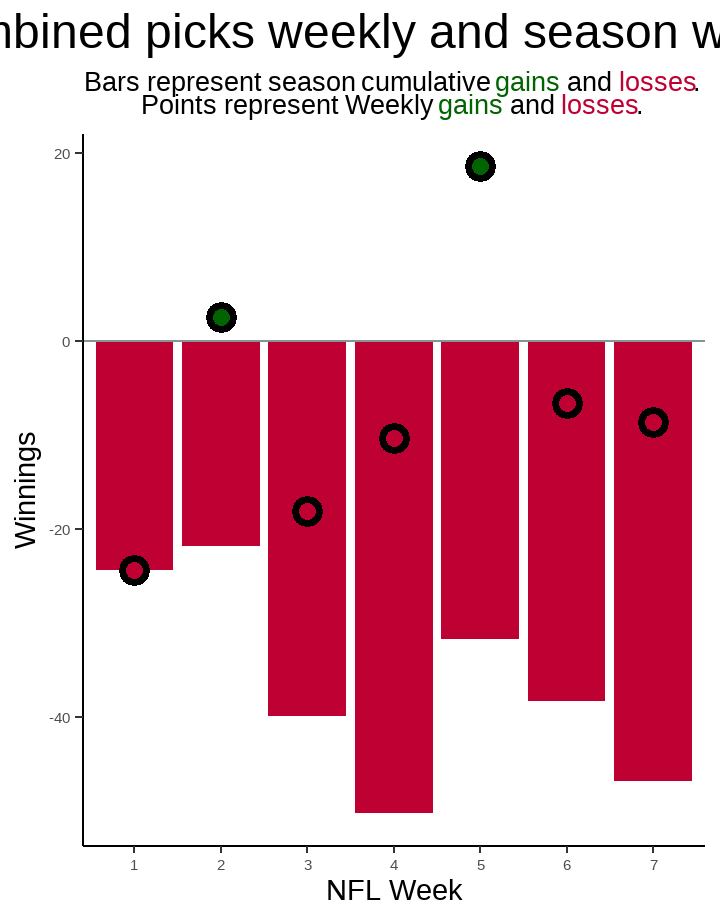 picks weekly and season
Bars represent season cumulative gains and losses.
Points represent Weekly gains and losses.
20
0
-20
-40
Winnings
1 2 3 4 5 6 7
NFL Week